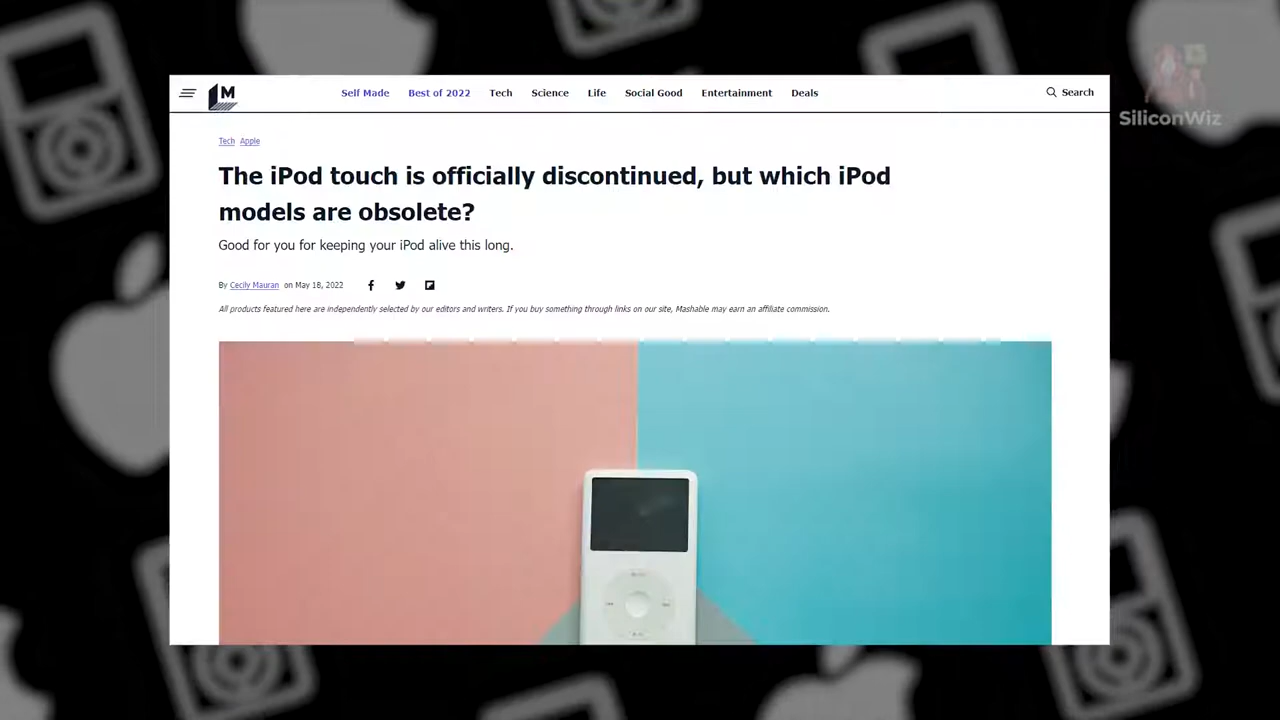 M
Self Made Best of 2022 Tech Science Life Social Good Entertainment Deals Search
SiliconWiz
Tech Apple
The iPod touch is officially discontinued, but which iPod
models are obsolete?
Good for you for keeping your iPod alive this long.
By Cecily Mauran on May 18, 2022
All products featured here are independently selected by our editors and writers. If you buy something through links on our site, Mashable may earn an affiliate commission.